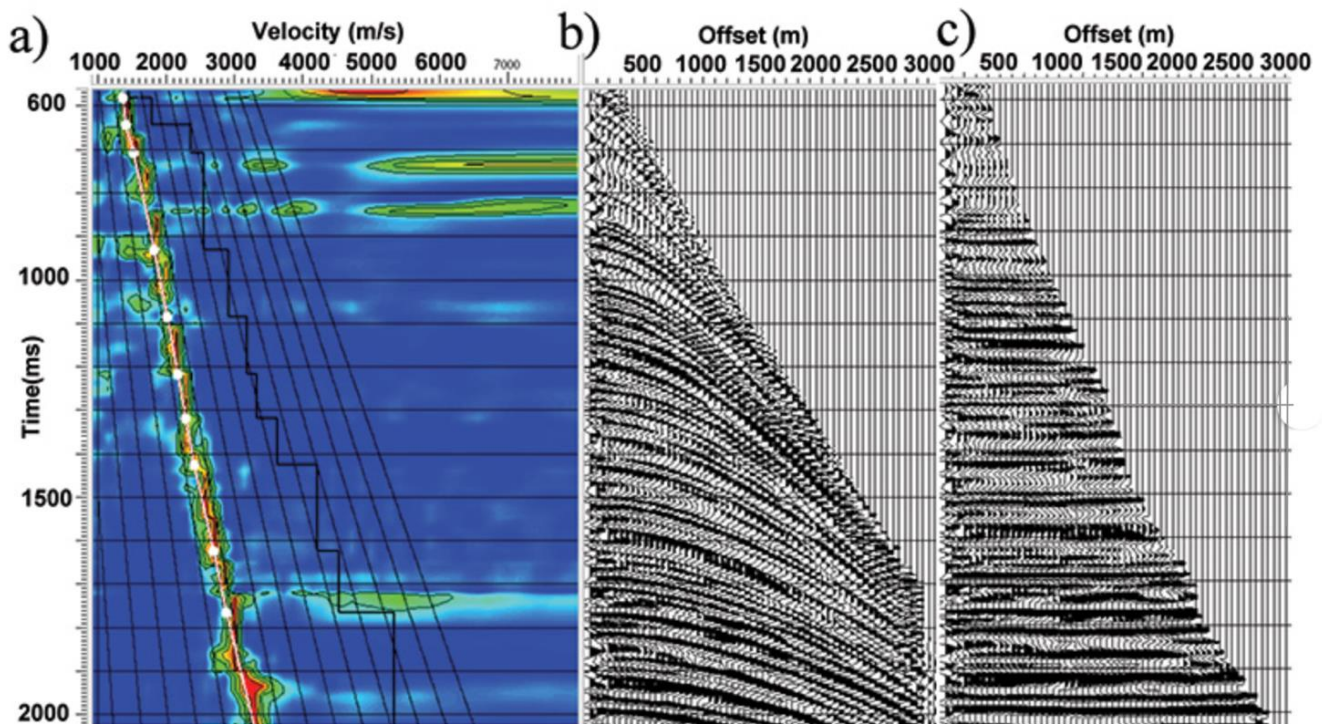 a)
Velocity (m/s)
1000 2000 3000 4000 5000 6000 7000
Time(ms)
600
1000
1500
2000
b)
Offset (m)
500 1000 1500 2000 2500 3000
c)
Offset (m)
500 1000 1500 2000 2500 3000